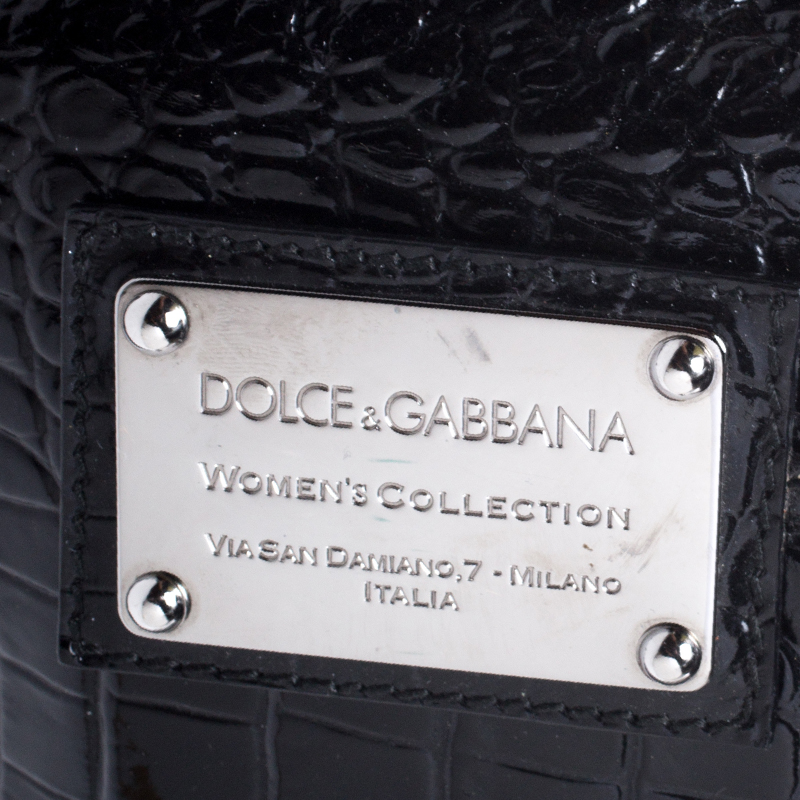 DOLCE & GABBANA
WOMEN'S COLLECTION
VIA SAN DAMIANO, 7 - MILANO
ITALIA